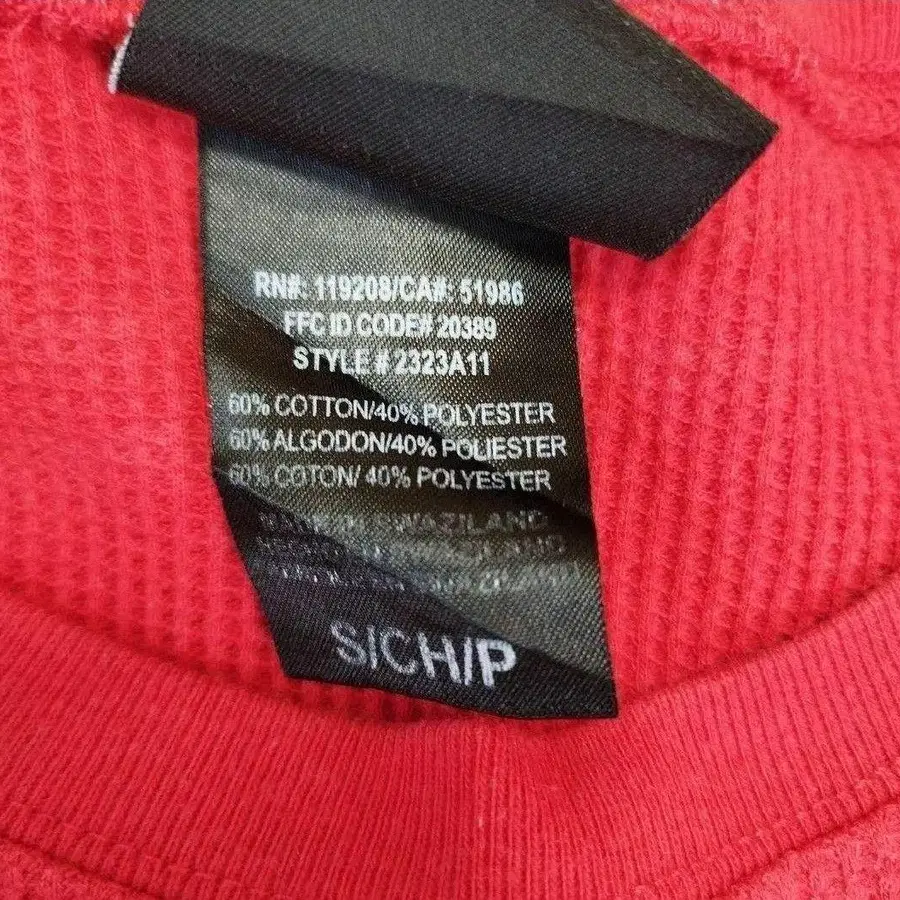 RN#: 119208/CA#: 51986
FFC ID CODE# 20389
STYLE # 2323A11
60% COTTON/40% POLYESTER
60% ALGODON/40% POLIESTER
60% COTON/ 40% POLYESTER
SWAZILAND
S/CH/P